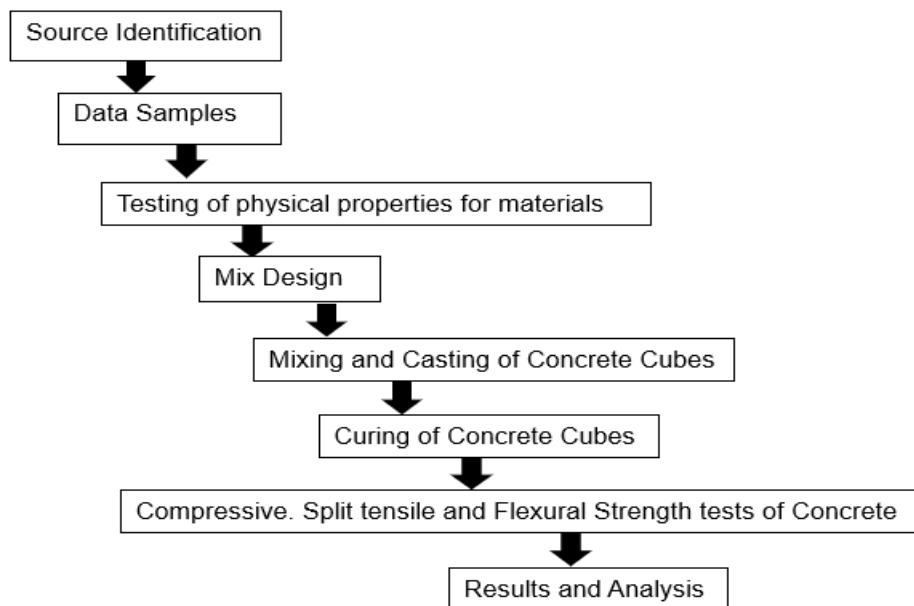 Source Identification
Data Samples
Testing of physical properties for materials
Mix Design
Mixing and Casting of Concrete Cubes
Curing of Concrete Cubes
Compressive. Split tensile and Flexural Strength tests of Concrete
Results and Analysis